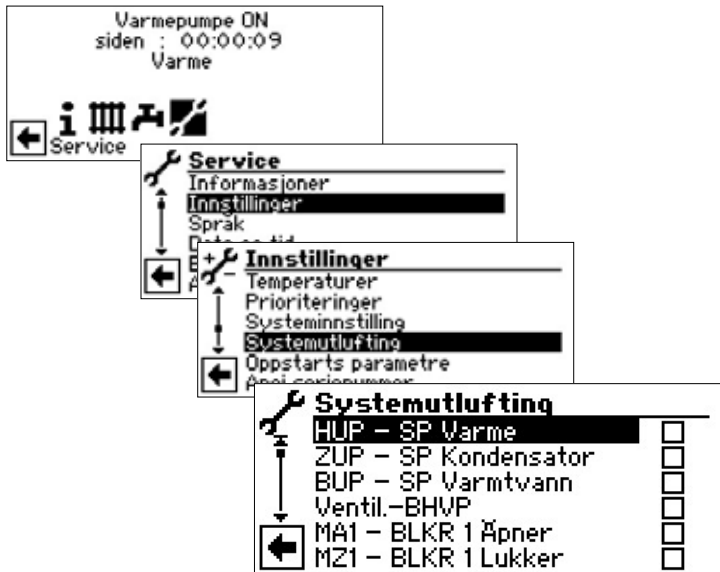 Varmepumpe ON
siden : 00:00:09
Varme
Service
Service
Informasjoner
Innstillinger
Språk
Innstillinger
Temperaturer
Prioriteringer
Systeminnstilling
Systemutlufting
Oppstarts parametre
Systemutlufting
HUP – SP Varme
ZUP – SP Kondensator
BUP – SP Varmtvann
Ventil.–BHVP
MA1 – BLKR 1 Äpner
MZ1 – BLKR 1 Lukker